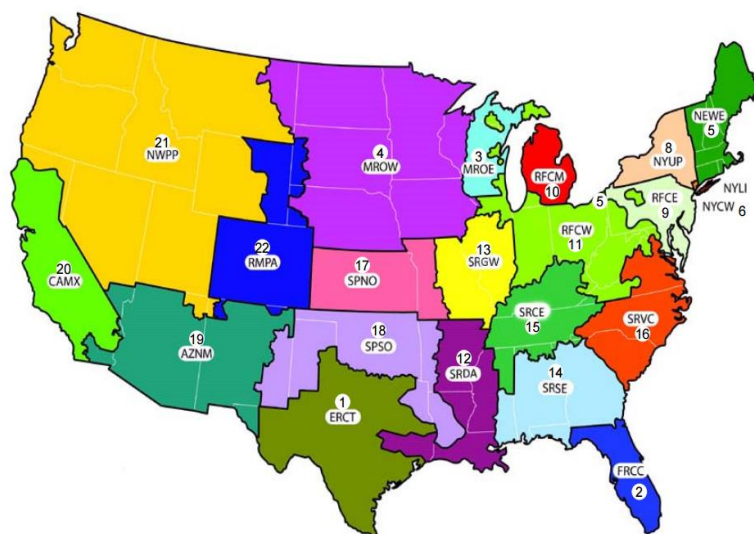 21
NWPP
4
MROW
3
MROE
RFCM
10
8
NYUP
NEWE
5
NYLI
NYCW 6
5
RFCE
9
RFCW
11
22
RMPA
17
SPNO
13
SRGW
20
CAMX
19
AZNM
18
SPSO
12
SRDA
SRCE
15
SRVC
16
14
SRSE
1
ERCT
FRCC
2